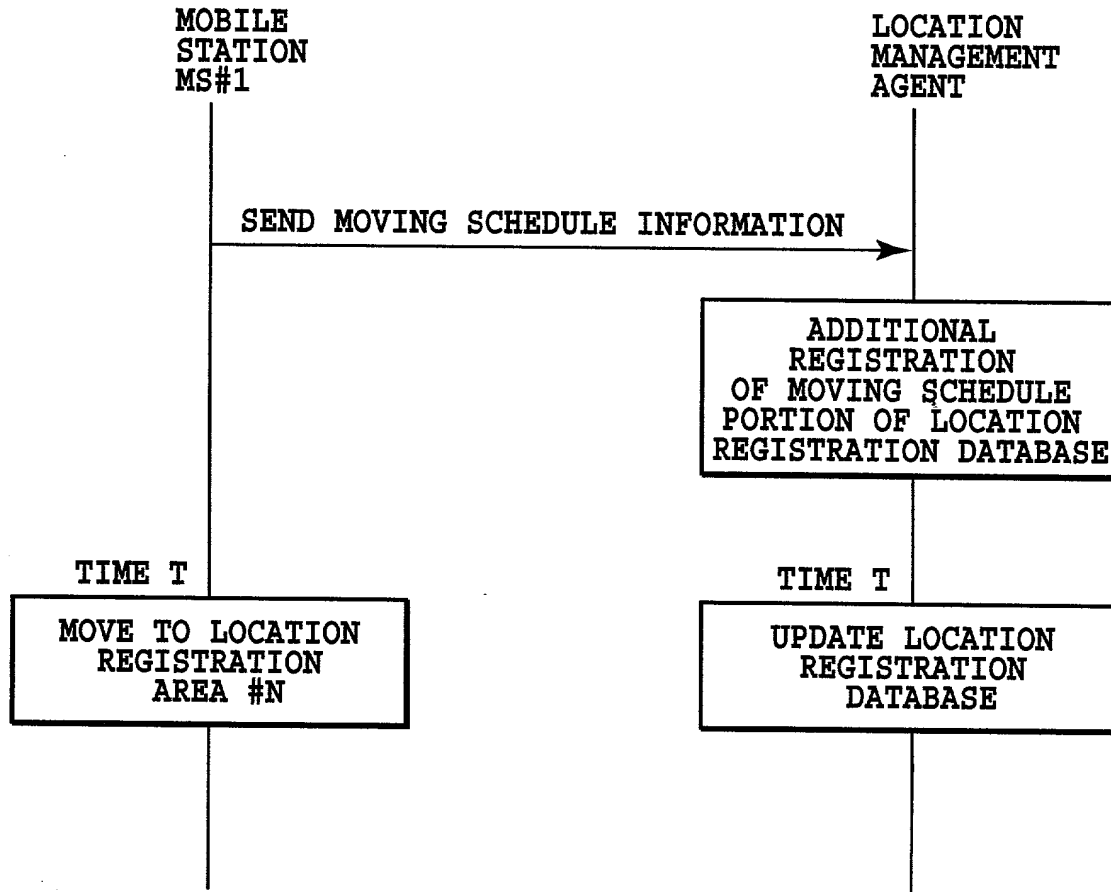 MOBILE
STATION
MS#1
LOCATION
MANAGEMENT
AGENT
SEND MOVING SCHEDULE INFORMATION
ADDITIONAL
REGISTRATION
OF MOVING SCHEDULE
PORTION OF LOCATION
REGISTRATION DATABASE
TIME T
MOVE TO LOCATION
REGISTRATION
AREA #N
TIME T
UPDATE LOCATION
REGISTRATION
DATABASE